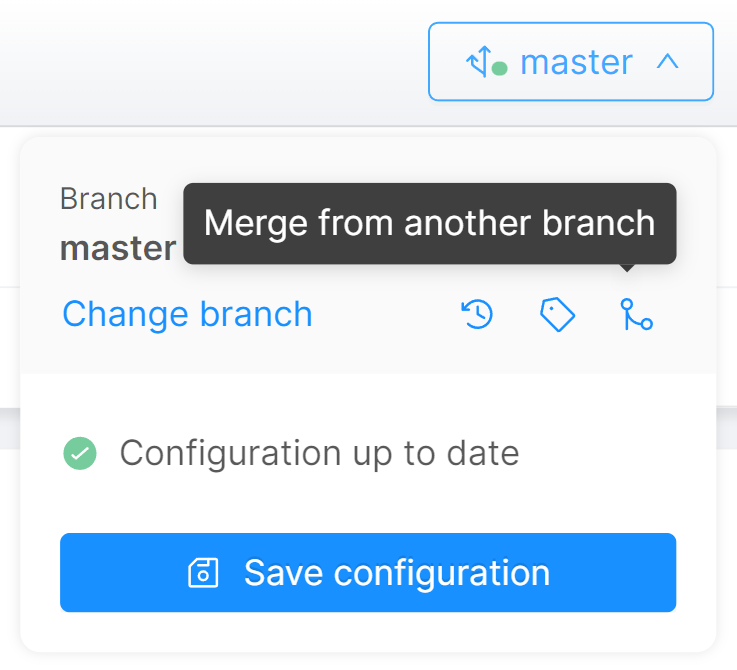 master
Branch
master
Merge from another branch
Change branch
Configuration up to date
Save configuration